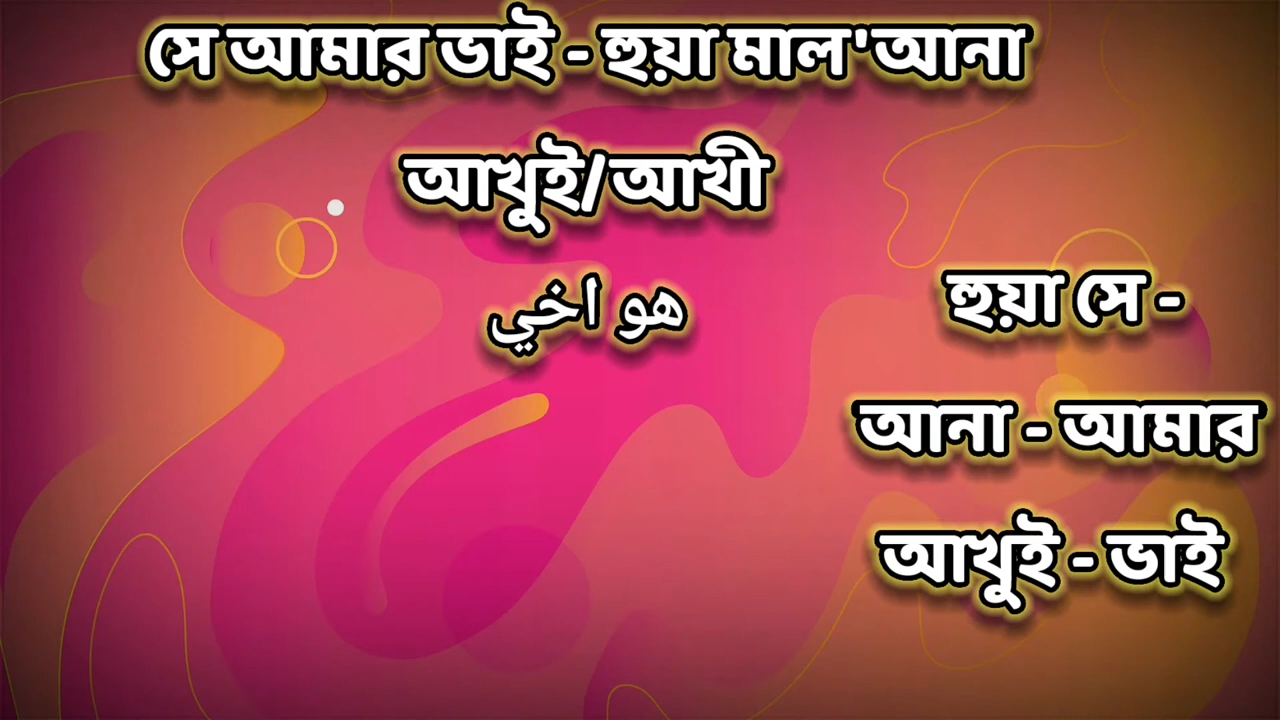 সে আমার ভাই - হুয়া মাল'আনা
আখুই/আখী
هو اخي
হুয়া সে -
আনা - আমার
আখুই - ভাই